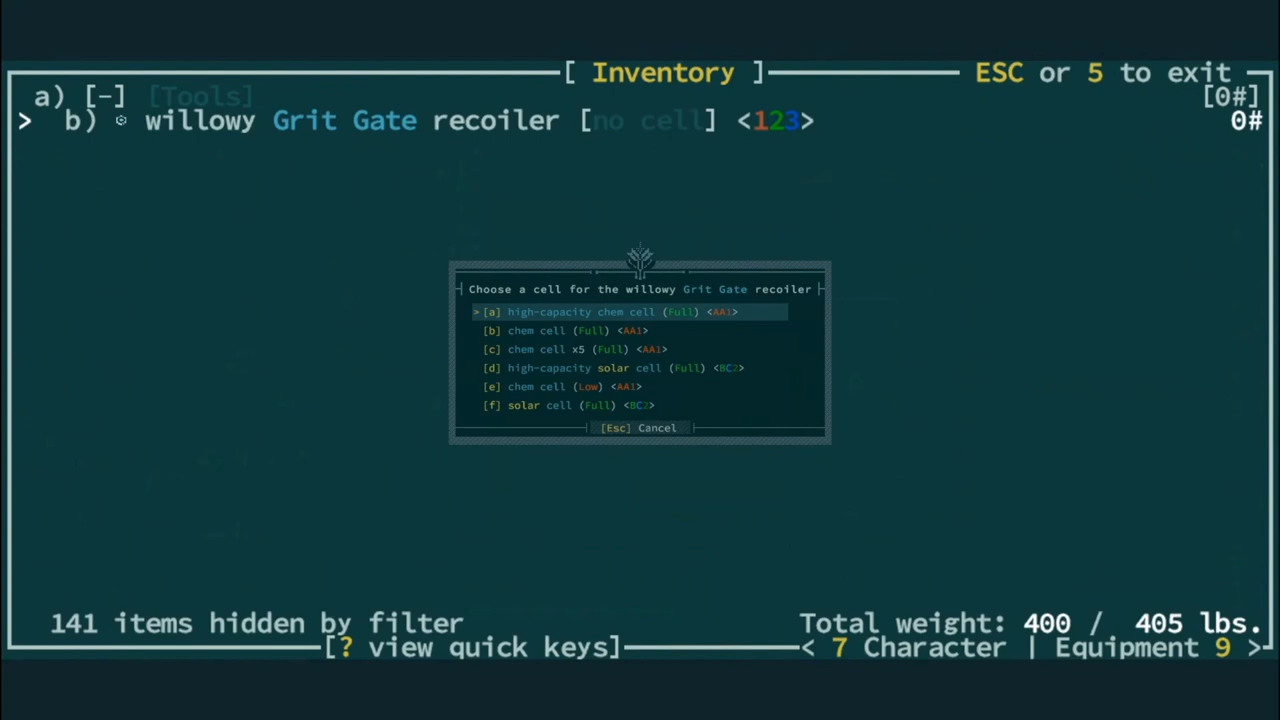 [ Inventory ] ESC or 5 to exit
a) [-] [Tools] [0#]
> b) ⚙ willowy Grit Gate recoiler [no cell] <123> 0#
Choose a cell for the willowy Grit Gate recoiler
>[a] high-capacity chem cell (Full) <AA1>
[b] chem cell (Full) <AA1>
[c] chem cell x5 (Full) <AA1>
[d] high-capacity solar cell (Full) <BC2>
[e] chem cell (Low) <AA1>
[f] solar cell (Full) <BC2>
[Esc] Cancel
141 items hidden by filter Total weight: 400 / 405 lbs.
[? view quick keys] < 7 Character | Equipment 9 >